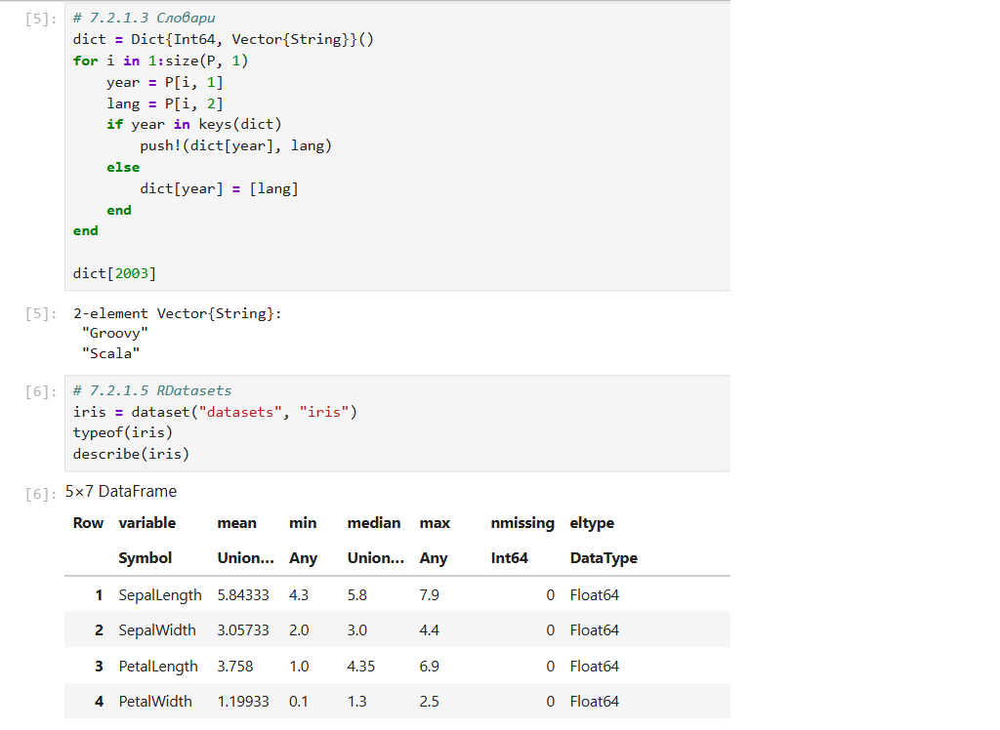 [5]: # 7.2.1.3 Словари
dict = Dict{Int64, Vector{String}}()
for i in 1:size(P, 1)
    year = P[i, 1]
    lang = P[i, 2]
    if year in keys(dict)
        push!(dict[year], lang)
    else
        dict[year] = [lang]
    end
end

dict[2003]
[5]: 2-element Vector{String}:
 "Groovy"
 "Scala"
[6]: # 7.2.1.5 RDatasets
iris = dataset("datasets", "iris")
typeof(iris)
describe(iris)
[6]: 5×7 DataFrame
Row variable mean min median max nmissing eltype
Symbol Union... Any Union... Any Int64 DataType
1 SepalLength 5.84333 4.3 5.8 7.9 0 Float64
2 SepalWidth 3.05733 2.0 3.0 4.4 0 Float64
3 PetalLength 3.758 1.0 4.35 6.9 0 Float64
4 PetalWidth 1.19933 0.1 1.3 2.5 0 Float64